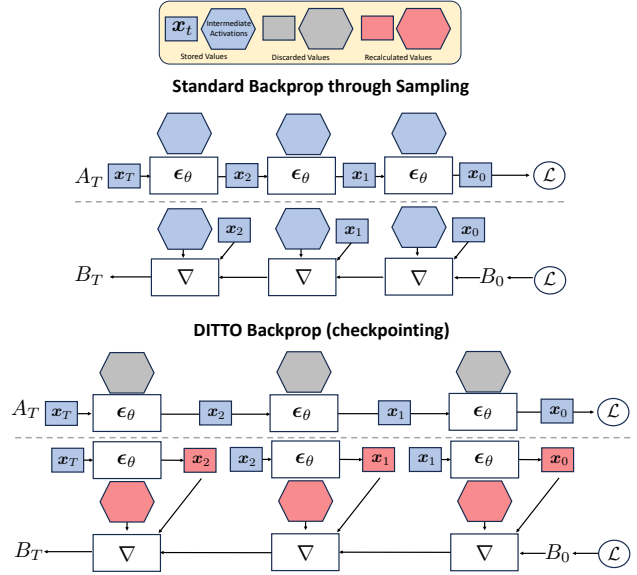 x_t Intermediate Activations
Stored Values Discarded Values Recalculated Values
Standard Backprop through Sampling
A_T x_T ϵ_θ x_2 ϵ_θ x_1 ϵ_θ x_0 ℒ
x_2 x_1 x_0
B_T ∇ ∇ ∇ B_0 ℒ
DITTO Backprop (checkpointing)
A_T x_T ϵ_θ x_2 ϵ_θ x_1 ϵ_θ x_0 ℒ
x_T ϵ_θ x_2 x_2 ϵ_θ x_1 x_1 ϵ_θ x_0
B_T ∇ ∇ ∇ B_0 ℒ